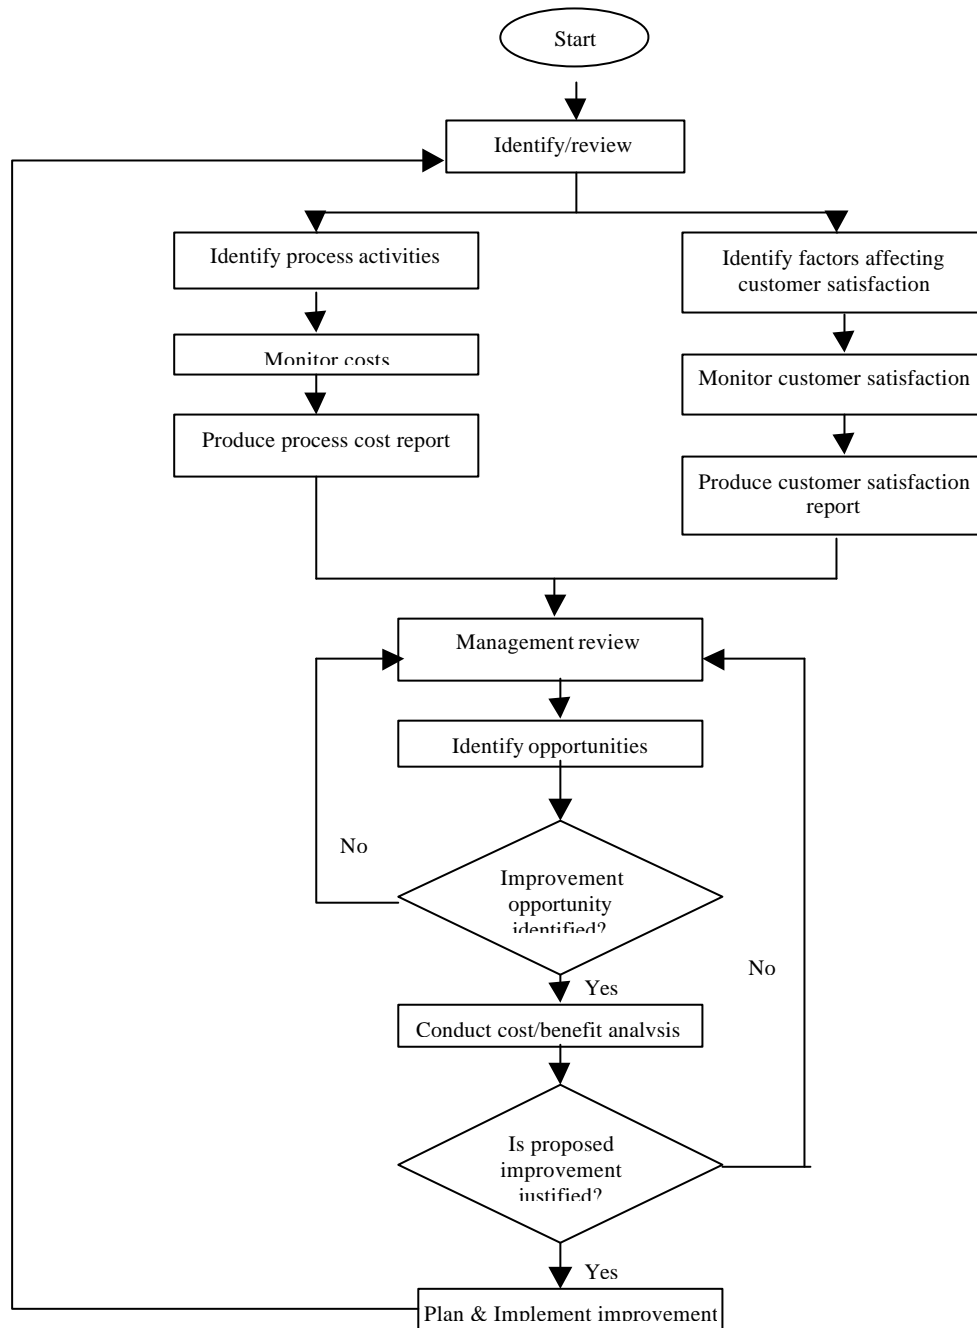 Start
Identify/review
Identify process activities
Monitor costs
Produce process cost report
Identify factors affecting
customer satisfaction
Monitor customer satisfaction
Produce customer satisfaction
report
Management review
Identify opportunities
No
Improvement
opportunity
identified?
Yes
No
Conduct cost/benefit analysis
Is proposed
improvement
justified?
Yes
Plan & Implement improvement